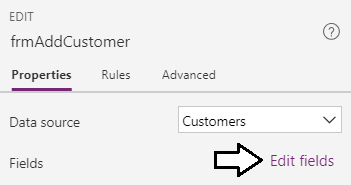 EDIT
frmAddCustomer
Properties Rules Advanced
Data source Customers
Fields Edit fields